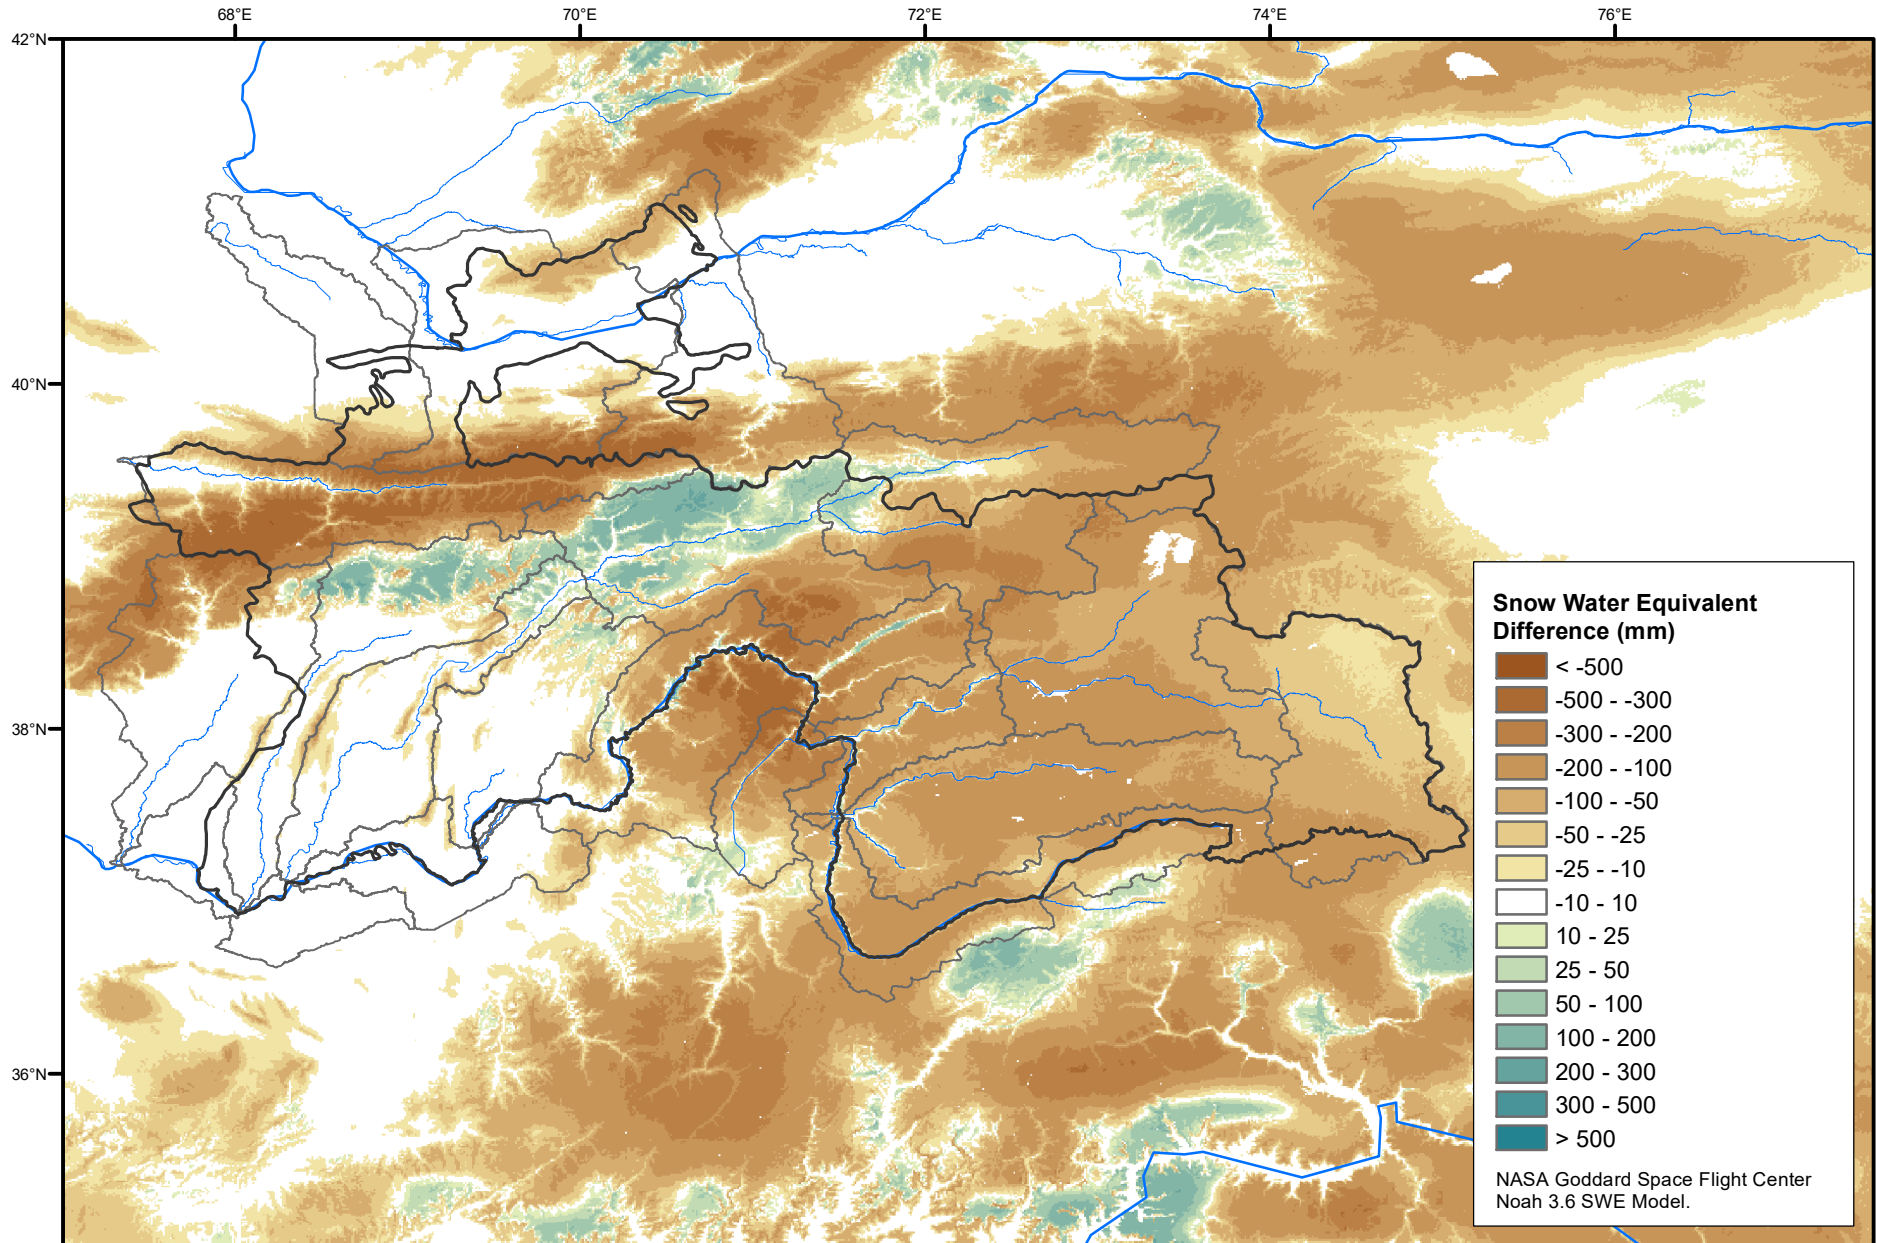 68°E
70°E
72°E
74°E
76°E
42°N
40°N
38°N
36°N
Snow Water Equivalent
Difference (mm)
< -500
-500 - -300
-300 - -200
-200 - -100
-100 - -50
-50 - -25
-25 - -10
-10 - 10
10 - 25
25 - 50
50 - 100
100 - 200
200 - 300
300 - 500
> 500
NASA Goddard Space Flight Center
Noah 3.6 SWE Model.